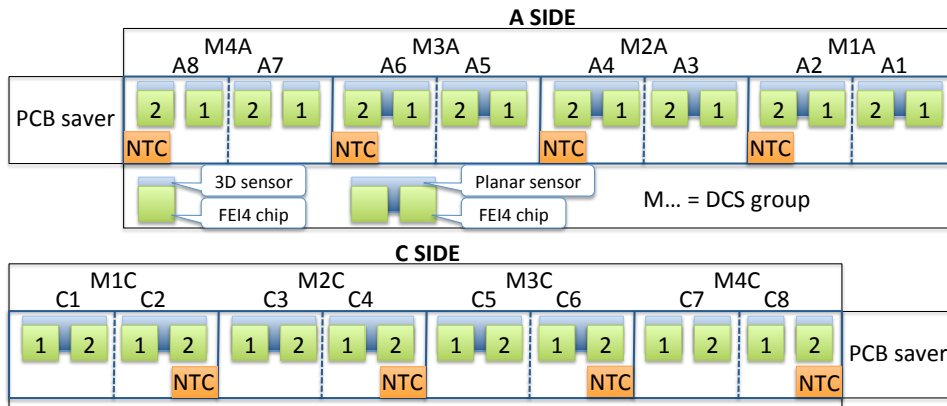 A SIDE
M4A M3A M2A M1A
A8 A7 A6 A5 A4 A3 A2 A1
PCB saver 2 1 2 1 2 1 2 1 2 1 2 1 2 1 2 1
NTC NTC NTC NTC
3D sensor Planar sensor
M... = DCS group
FEI4 chip FEI4 chip
C SIDE
M1C M2C M3C M4C
C1 C2 C3 C4 C5 C6 C7 C8
1 2 1 2 1 2 1 2 1 2 1 2 1 2 1 2 PCB saver
NTC NTC NTC NTC